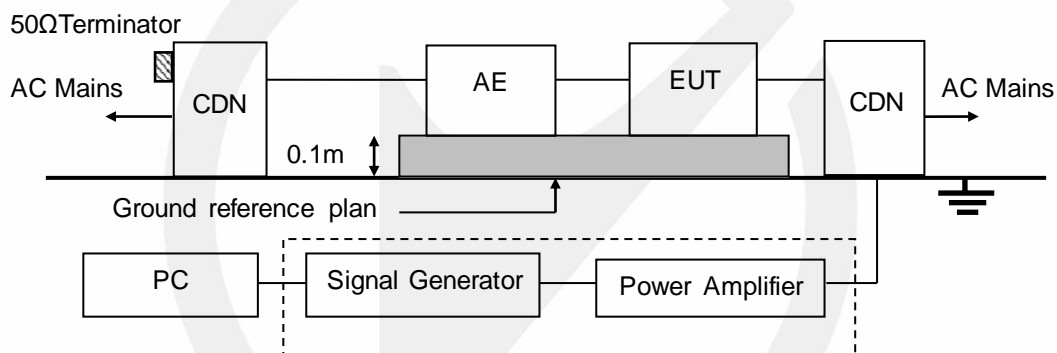 50ΩTerminator
AC Mains
CDN
AE
EUT
CDN
AC Mains
0.1m
Ground reference plan
PC
Signal Generator
Power Amplifier